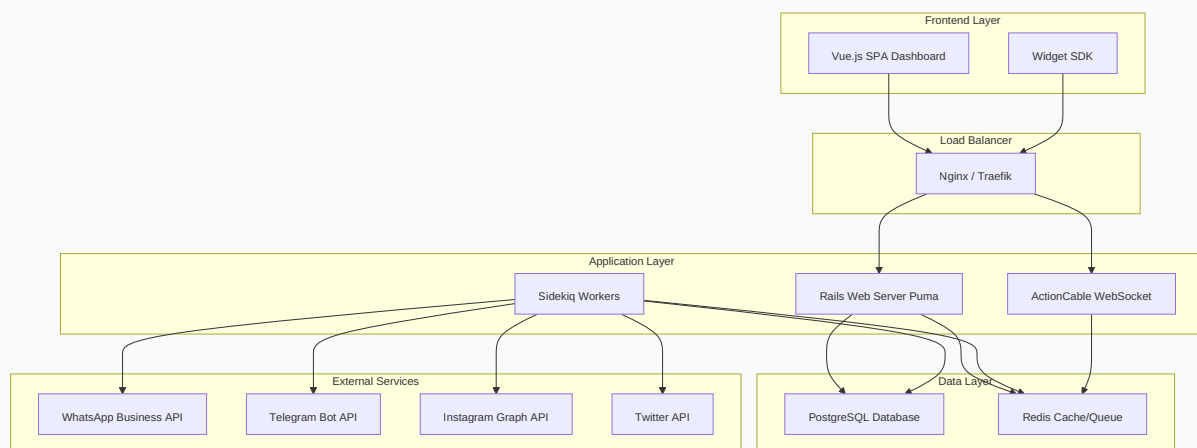 Frontend Layer
Vue.js SPA Dashboard
Widget SDK
Load Balancer
Nginx / Traefik
Application Layer
Sidekiq Workers
Rails Web Server Puma
ActionCable WebSocket
External Services
Data Layer
WhatsApp Business API
Telegram Bot API
Instagram Graph API
Twitter API
PostgreSQL Database
Redis Cache/Queue